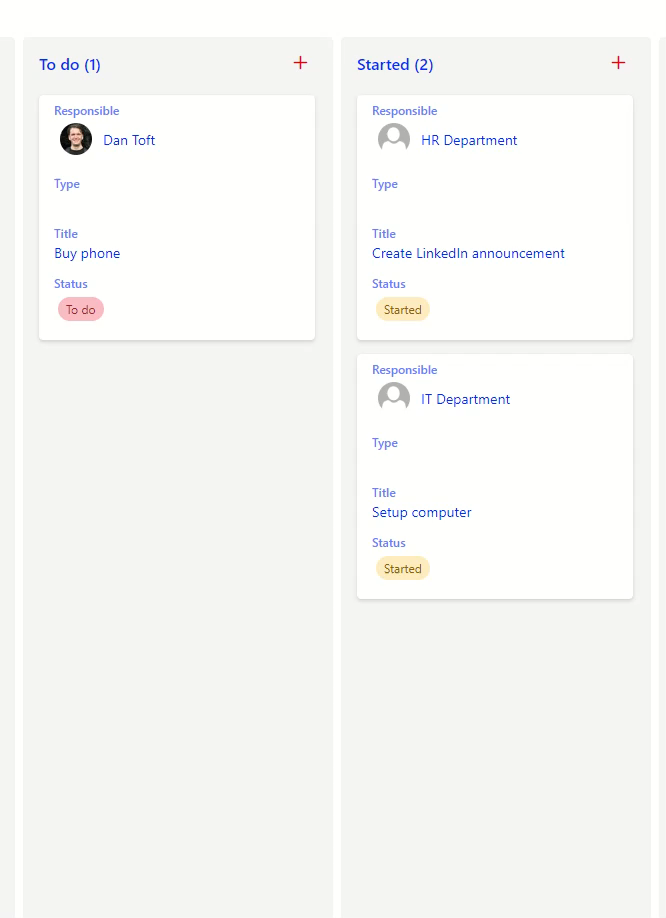 To do (1)
Responsible
Dan Toft
Type
Title
Buy phone
Status
To do
Started (2)
Responsible
HR Department
Type
Title
Create LinkedIn announcement
Status
Started
Responsible
IT Department
Type
Title
Setup computer
Status
Started